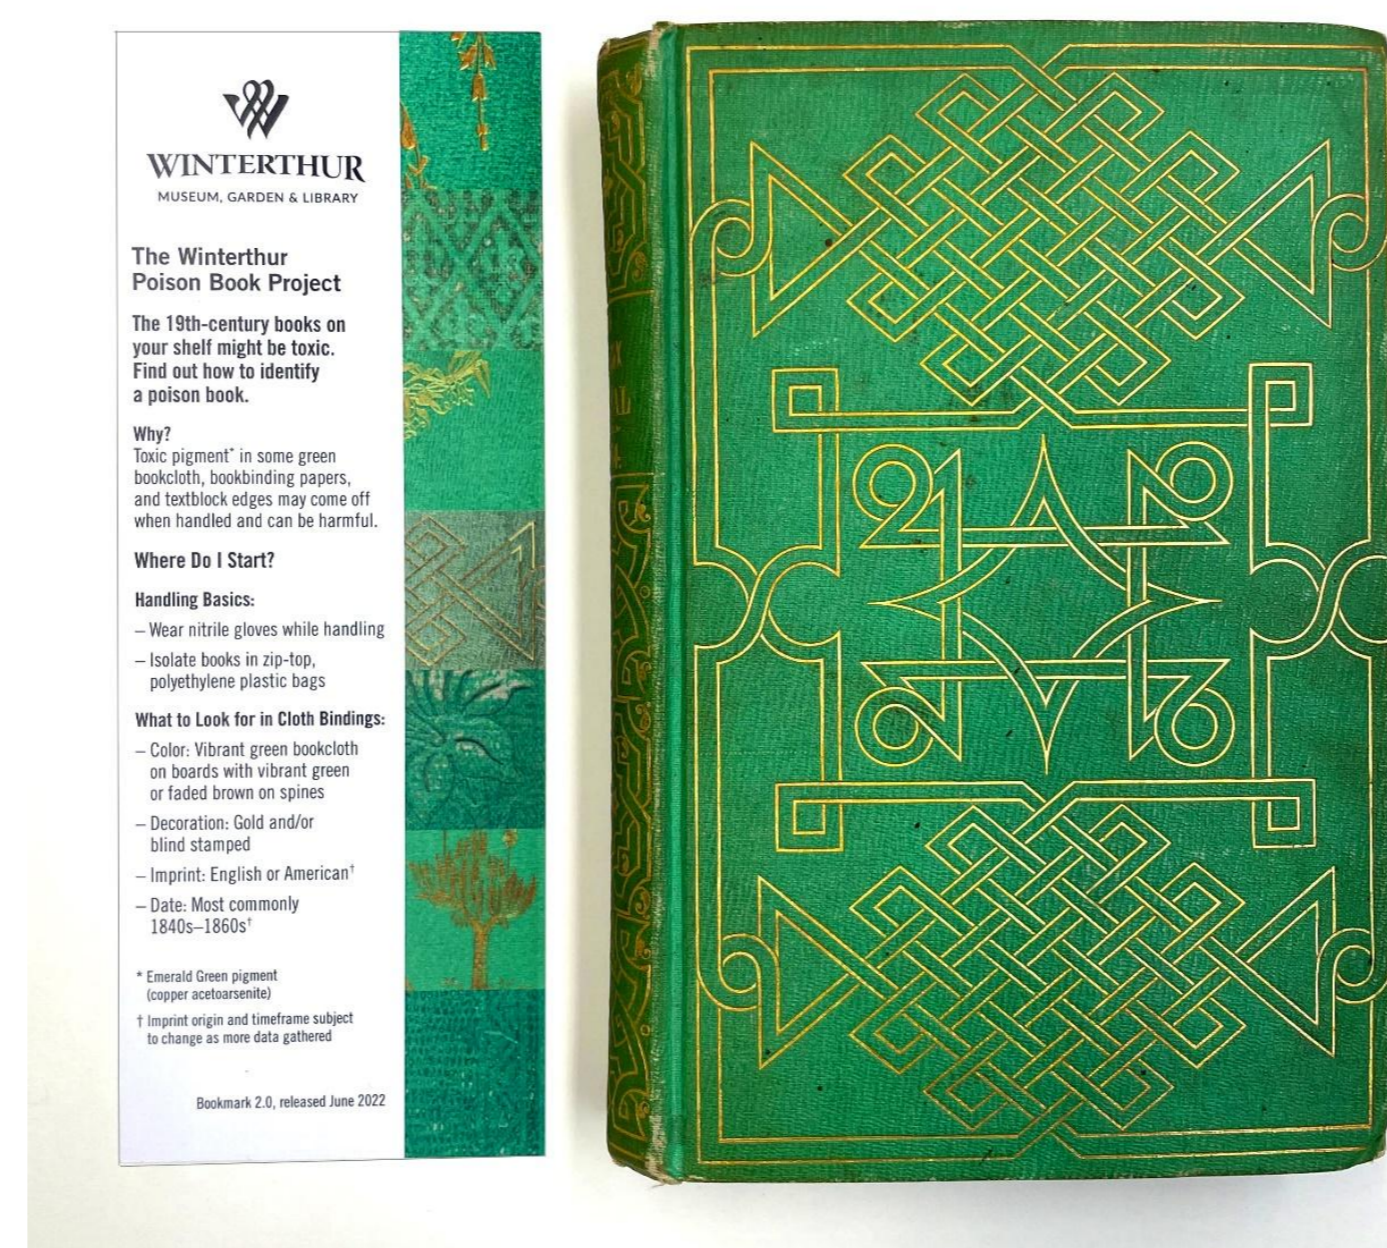 WINTERTHUR
MUSEUM, GARDEN & LIBRARY
The Winterthur
Poison Book Project
The 19th-century books on
your shelf might be toxic.
Find out how to identify
a poison book.
Why?
Toxic pigment* in some green
bookcloth, bookbinding papers,
and textblock edges may come off
when handled and can be harmful.
Where Do I Start?
Handling Basics:
– Wear nitrile gloves while handling
– Isolate books in zip-top,
polyethylene plastic bags
What to Look for in Cloth Bindings:
– Color: Vibrant green bookcloth
on boards with vibrant green
or faded brown on spines
– Decoration: Gold and/or
blind stamped
– Imprint: English or American†
– Date: Most commonly
1840s–1860s†
* Emerald Green pigment
(copper acetoarsenite)
† Imprint origin and timeframe subject
to change as more data gathered
Bookmark 2.0, released June 2022